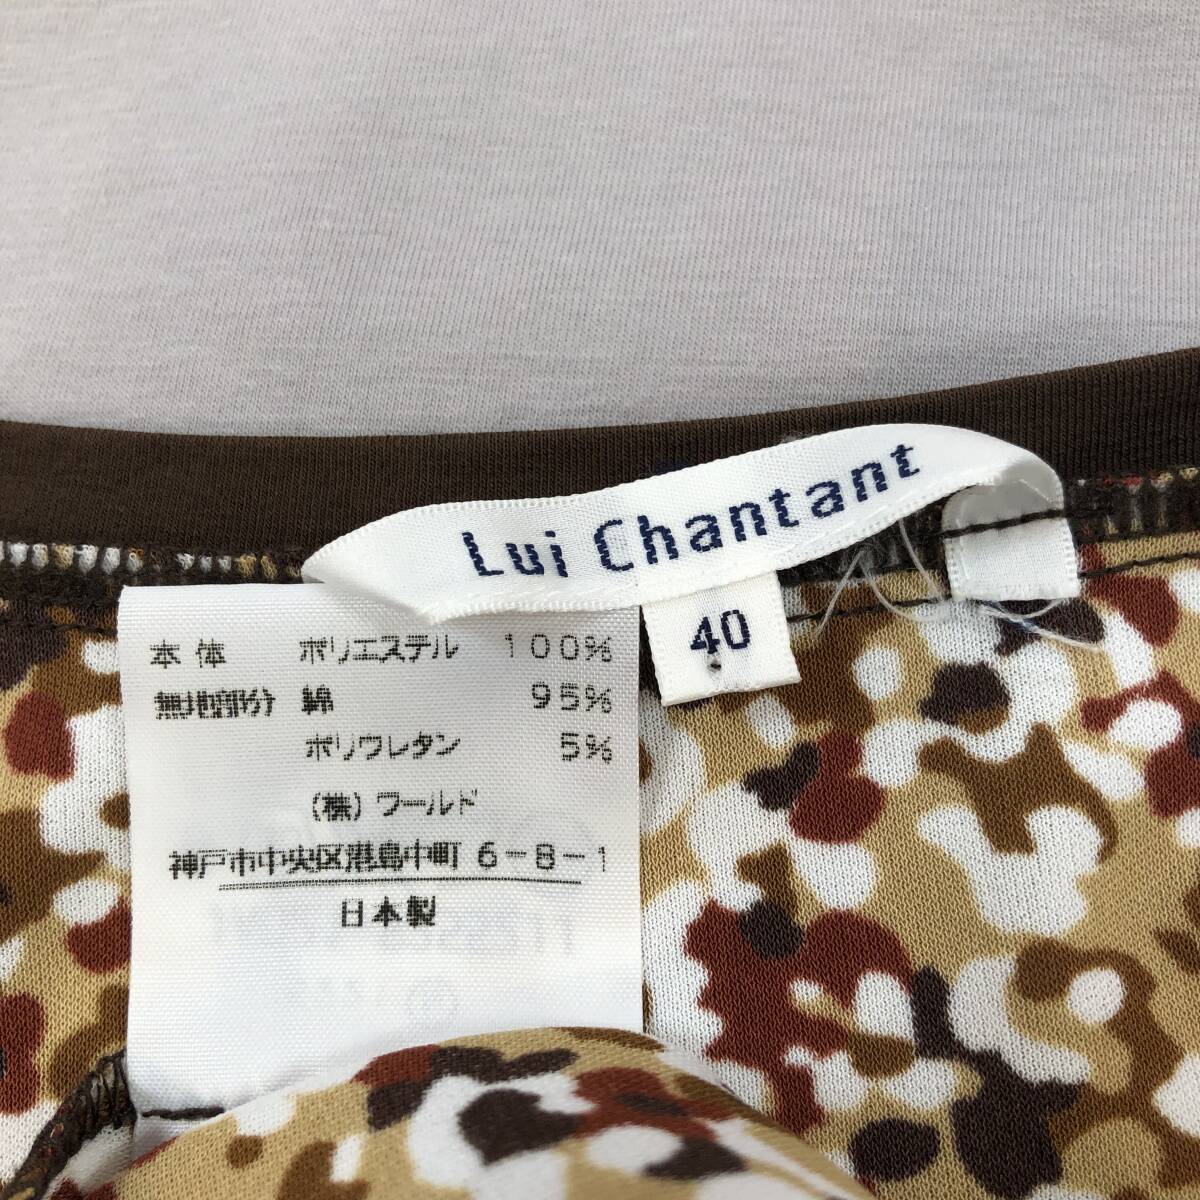 Lui Chantant
40
本体 ポリエステル 100%
無地部分 綿 95%
ポリウレタン 5%
(株)ワールド
神戸市中央区港島中町6-8-1
日本製